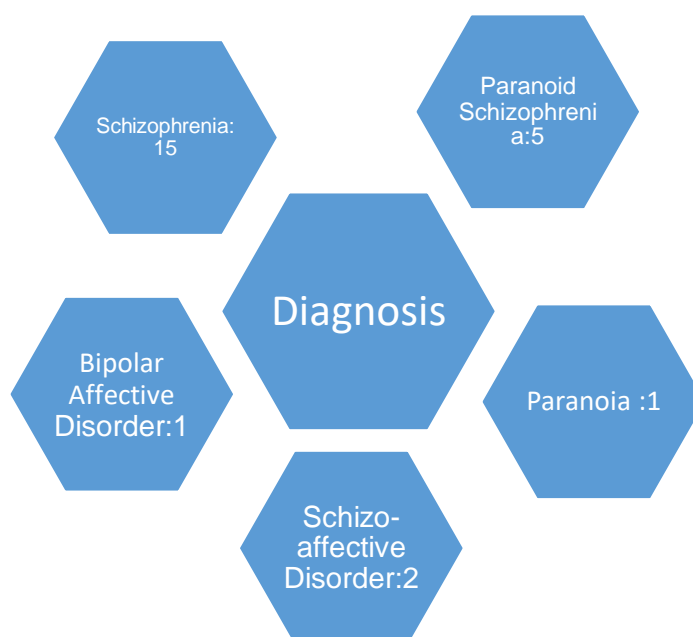 Schizophrenia:
15
Paranoid
Schizophreni
a:5
Diagnosis
Bipolar
Affective
Disorder:1
Paranoia :1
Schizo-
affective
Disorder:2